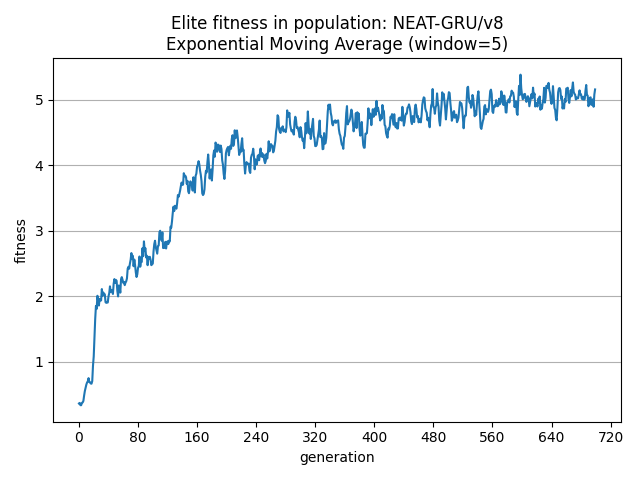 Elite fitness in population: NEAT-GRU/v8
Exponential Moving Average (window=5)
fitness
5
4
3
2
1
0 80 160 240 320 400 480 560 640 720
generation